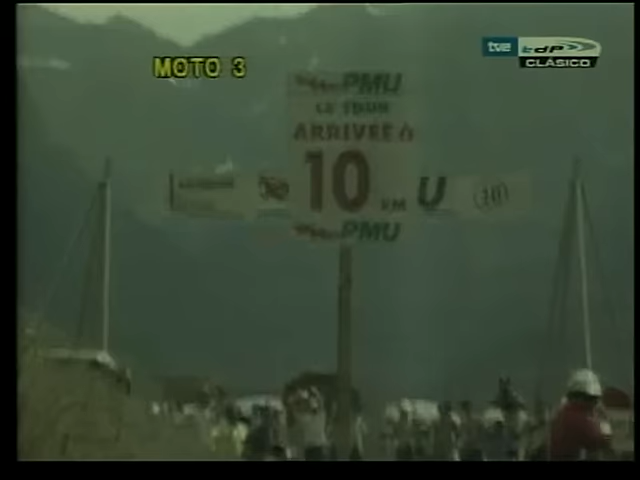 tve tdp
CLÁSICO
MOTO 3
PMU
LE TOUR
ARRIVEE A
10 KM
U
PMU